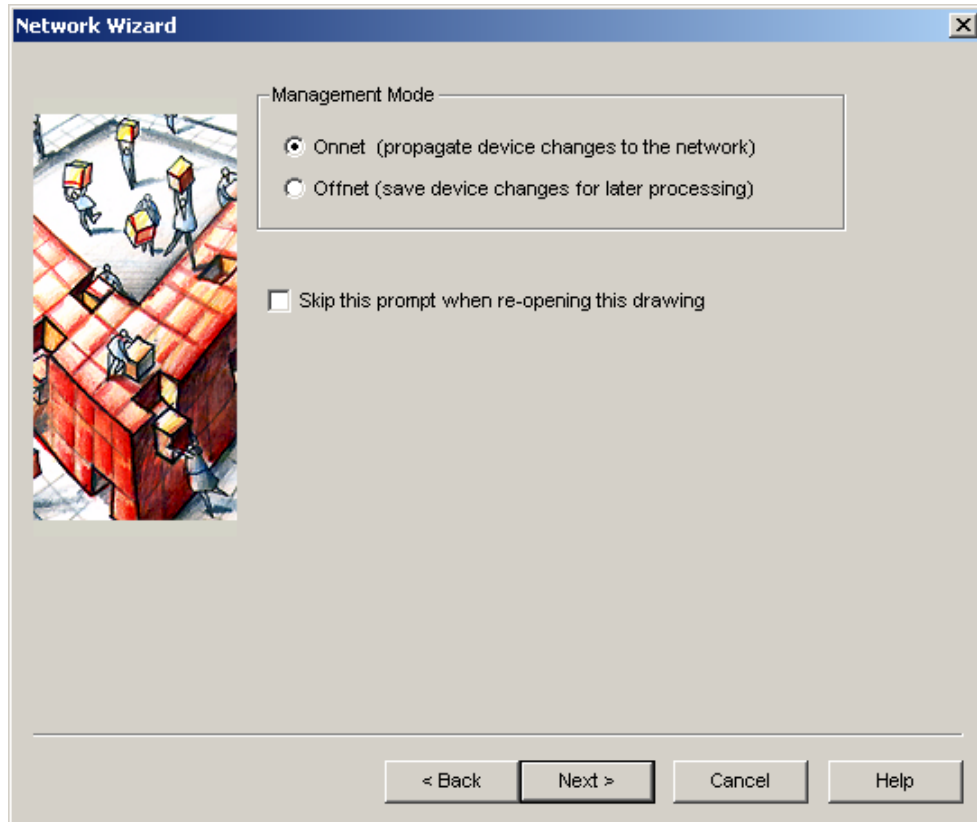 Network Wizard
Management Mode
Onnet (propagate device changes to the network)
Offnet (save device changes for later processing)
Skip this prompt when re-opening this drawing
< Back
Next >
Cancel
Help